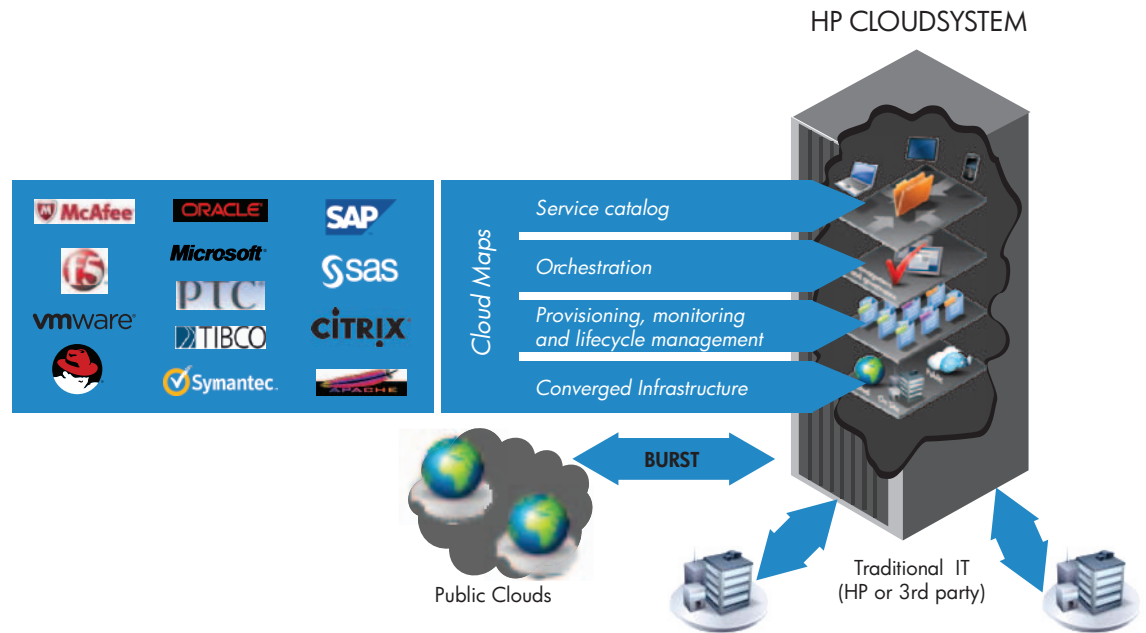 HP CLOUDSYSTEM
McAfee
ORACLE
SAP
f5
Microsoft
sas
vmware
PTC
TIBCO
CITRIX
Symantec.
APACHE
Cloud Maps
Service catalog
Orchestration
Provisioning, monitoring
and lifecycle management
Converged Infrastructure
BURST
Public Clouds
Traditional IT
(HP or 3rd party)